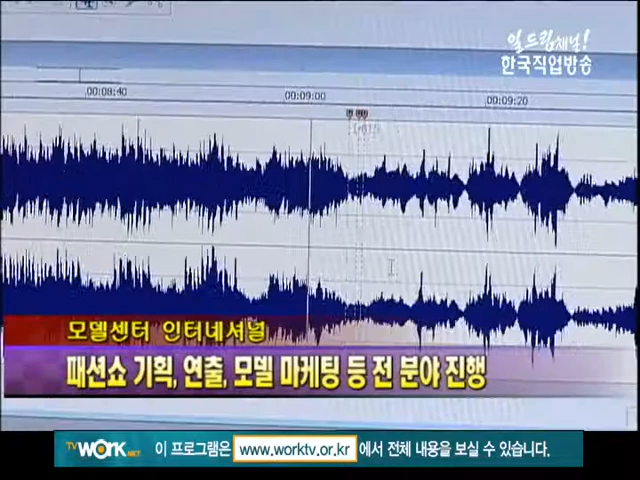 일 드림 채널!
한국직업방송
00:08:40
00:09:00
00:09:20
모델센터 인터네셔널
패션쇼 기획, 연출, 모델 마케팅 등 전 분야 진행
TV WORK.NET 이 프로그램은 www.worktv.or.kr 에서 전체 내용을 보실 수 있습니다.